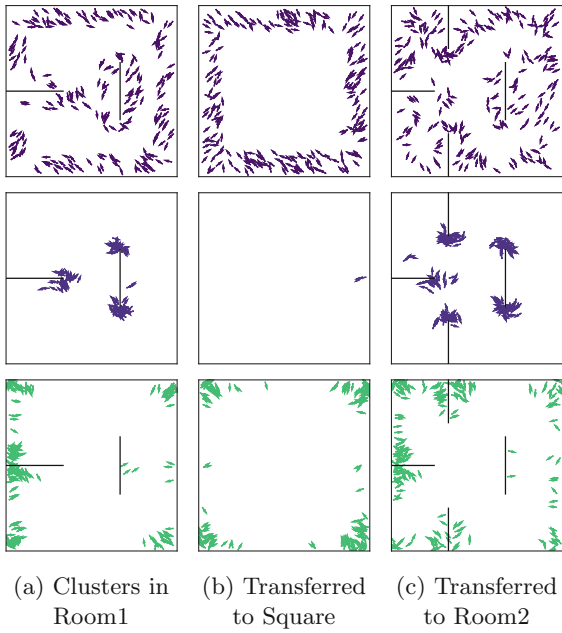 (a) Clusters in
Room1
(b) Transferred
to Square
(c) Transferred
to Room2